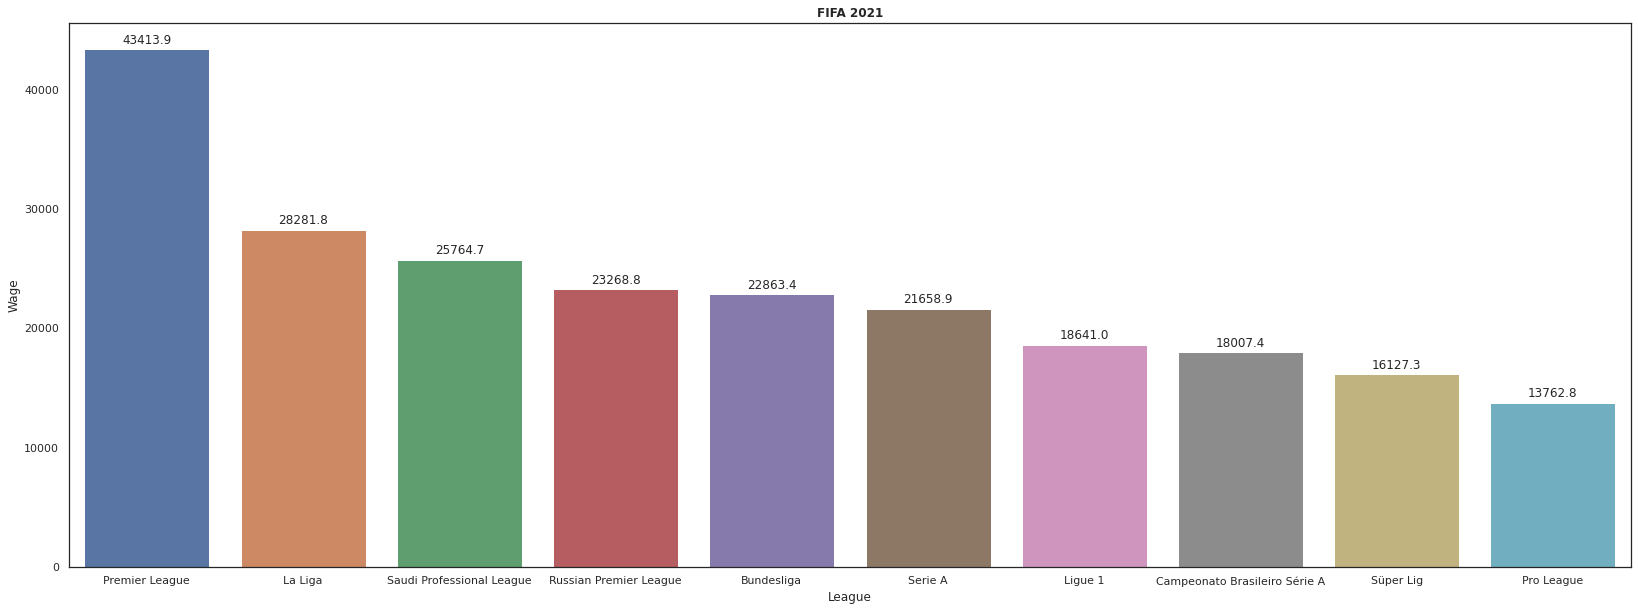 FIFA 2021
43413.9
28281.8
25764.7
23268.8
22863.4
21658.9
18641.0
18007.4
16127.3
13762.8
40000
30000
20000
10000
0
Wage
Premier League
La Liga
Saudi Professional League
Russian Premier League
Bundesliga
Serie A
Ligue 1
Campeonato Brasileiro Série A
Süper Lig
Pro League
League